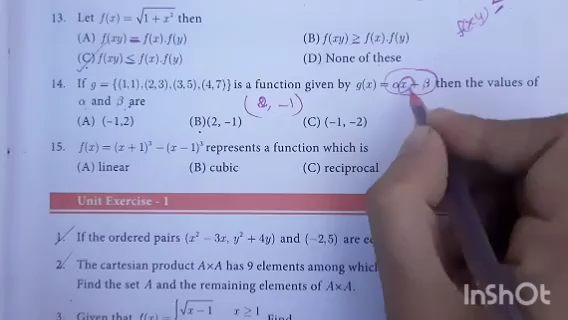 13. Let f(x) = √1 + x² then
f(xy)
(A) f(xy) = f(x).f(y) (B) f(xy) ≥ f(x).f(y)
(C) f(xy) ≤ f(x).f(y) (D) None of these
14. If g = {(1,1),(2,3),(3,5),(4,7)} is a function given by g(x) = αx + β then the values of
α and β are
(2, -1)
(A) (-1,2) (B)(2, -1) (C) (-1, -2)
15. f(x) = (x + 1)³ - (x - 1)³ represents a function which is
(A) linear (B) cubic (C) reciprocal
Unit Exercise - 1
1. If the ordered pairs (x² - 3x, y² + 4y) and (-2,5) are
2. The cartesian product A×A has 9 elements among which
Find the set A and the remaining elements of A×A.
3. Given that f(x) = √x - 1 x ≥ 1 Find
InShOt